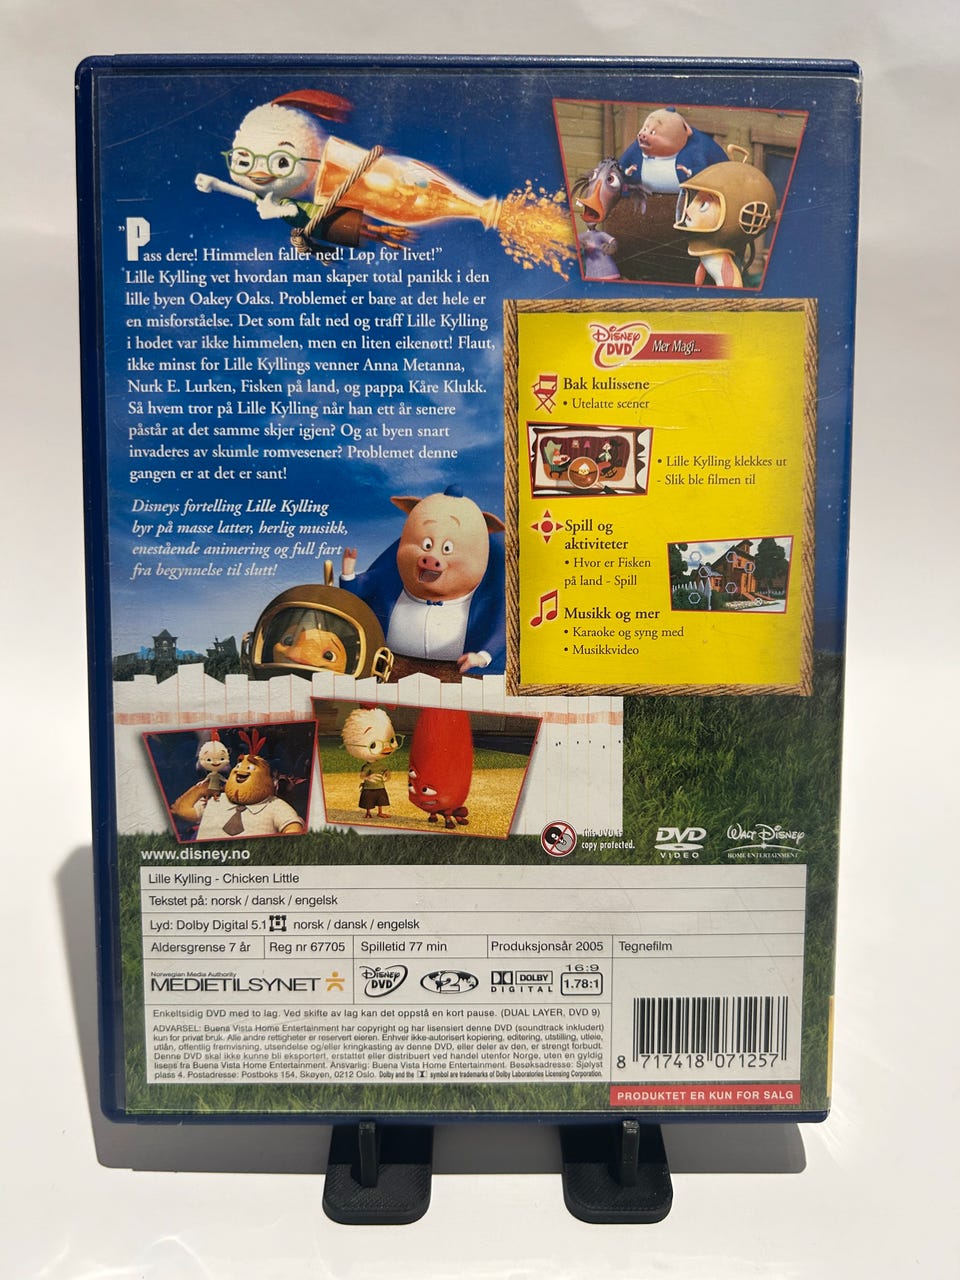 "Pass dere! Himmelen faller ned! Løp for livet!"
Lille Kylling vet hvordan man skaper total panikk i den
lille byen Oakey Oaks. Problemet er bare at det hele er
en misforståelse. Det som falt ned og traff Lille Kylling
i hodet var ikke himmelen, men en liten eikenøtt! Flaut,
ikke minst for Lille Kyllings venner Anna Metanna,
Nurk E. Lurken, Fisken på land, og pappa Kåre Klukk.
Så hvem tror på Lille Kylling når han ett år senere
påstår at det samme skjer igjen? Og at byen snart
invaderes av skumle romvesener? Problemet denne
gangen er at det er sant!
Disneys fortelling Lille Kylling
byr på masse latter, herlig musikk,
enestående animering og full fart
fra begynnelse til slutt!
DISNEY
DVD
Mer Magi...
Bak kulissene
• Utelatte scener
• Lille Kylling klekkes ut
- Slik ble filmen til
Spill og
aktiviteter
• Hvor er Fisken
på land - Spill
Musikk og mer
• Karaoke og syng med
• Musikkvideo
www.disney.no
This DVD is
copy protected.
DVD
VIDEO
WALT DISNEY
HOME ENTERTAINMENT
Lille Kylling - Chicken Little
Tekstet på: norsk / dansk / engelsk
Lyd: Dolby Digital 5.1 norsk / dansk / engelsk
Aldersgrense 7 år
Reg nr 67705
Spilletid 77 min
Produksjonsår 2005
Tegnefilm
Norwegian Media Authority
MEDIETILSYNET
DISNEY
DVD
2
DOLBY
DIGITAL
16:9
1.78:1
Enkeltsidig DVD med to lag. Ved skifte av lag kan det oppstå en kort pause. (DUAL LAYER, DVD 9)
ADVARSEL: Buena Vista Home Entertainment har copyright og har lisensiert denne DVD (soundtrack inkludert)
kun for privat bruk. Alle andre rettigheter er reservert eieren. Enhver ikke-autorisert kopiering, editering, utstilling, utleie,
utlån, offentlig fremvisning, utsendelse og/eller kringkasting av denne DVD, eller deler av den, er strengt forbudt.
Denne DVD skal ikke kunne bli eksportert, erstattet eller distribuert ved handel utenfor Norge, uten en gyldig
lisens fra Buena Vista Home Entertainment. Ansvarlig: Buena Vista Home Entertainment. Besøksadresse: Sjølyst
plass 4. Postadresse: Postboks 154, Skøyen, 0212 Oslo. Dolby and the symbol are trademarks of Dolby Laboratories Licensing Corporation.
8 717418 071257
PRODUKTET ER KUN FOR SALG